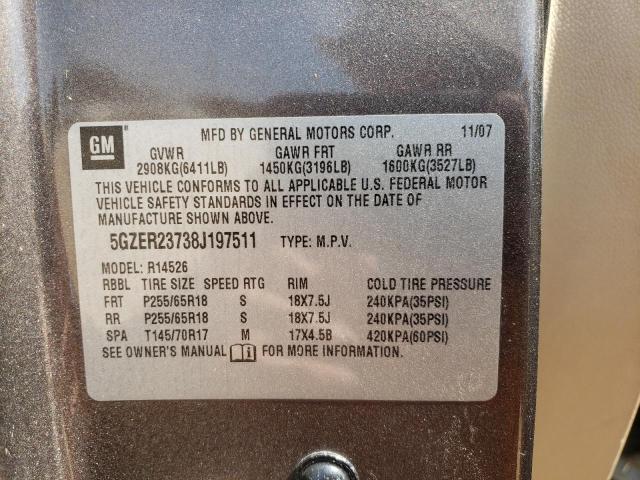 GM
MFD BY GENERAL MOTORS CORP. 11/07
GVWR GAWR FRT GAWR RR
2908KG(6411LB) 1450KG(3196LB) 1600KG(3527LB)
THIS VEHICLE CONFORMS TO ALL APPLICABLE U.S. FEDERAL MOTOR
VEHICLE SAFETY STANDARDS IN EFFECT ON THE DATE OF
MANUFACTURE SHOWN ABOVE.
5GZER23738J197511 TYPE: M.P.V.
MODEL: R14526
RBBL TIRE SIZE SPEED RTG RIM COLD TIRE PRESSURE
FRT P255/65R18 S 18X7.5J 240KPA(35PSI)
RR P255/65R18 S 18X7.5J 240KPA(35PSI)
SPA T145/70R17 M 17X4.5B 420KPA(60PSI)
SEE OWNER'S MANUAL FOR MORE INFORMATION.